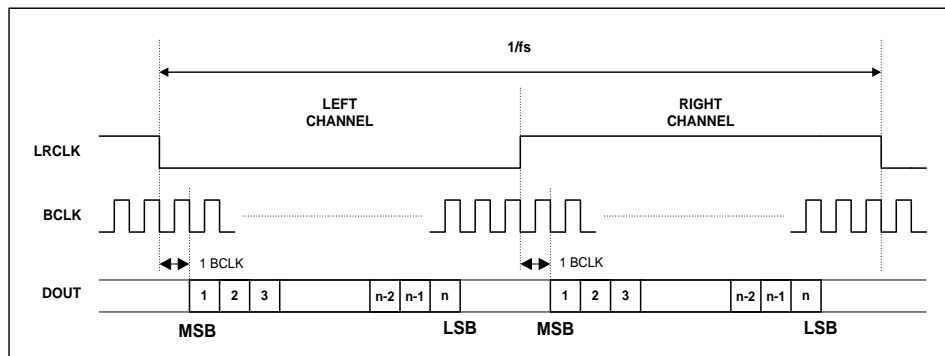 1/fs
LEFT CHANNEL
RIGHT CHANNEL
LRCLK
BCLK
1 BCLK
1 BCLK
DOUT
1 2 3 n-2 n-1 n 1 2 3 n-2 n-1 n
MSB LSB MSB LSB